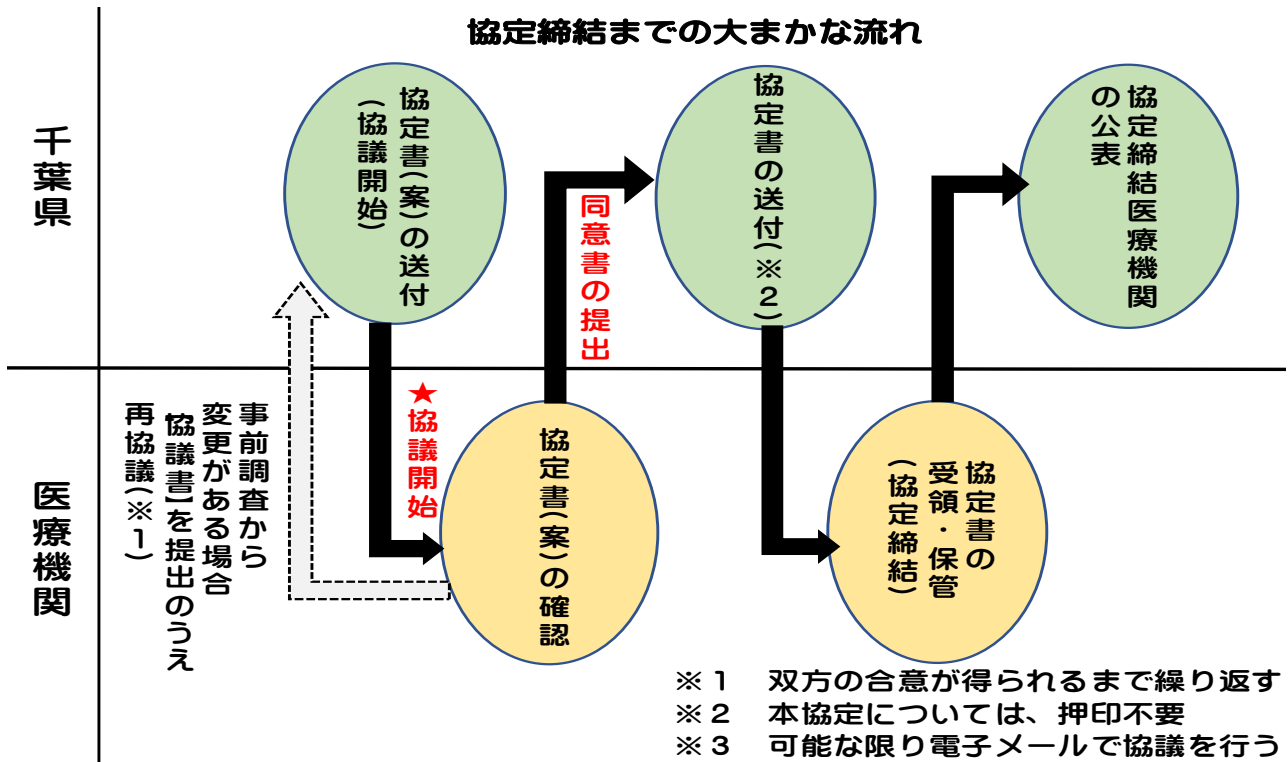 協定締結までの大まかな流れ
千葉県
協定書(案)の送付
(協議開始)
同意書の提出
協定書の送付(※2)
協定締結医療機関
の公表
医療機関
事前調査から
変更がある場合
協議書】を提出のうえ
再協議(※1)
★協議開始
協定書(案)の確認
協定書の
受領・保管
(協定締結)
※1 双方の合意が得られるまで繰り返す
※2 本協定については、押印不要
※3 可能な限り電子メールで協議を行う